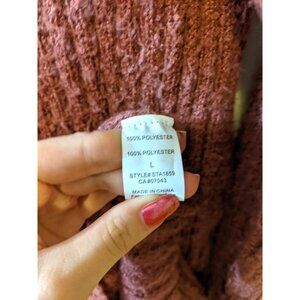 100% POLYESTER
100% POLYESTER
L
STYLE# STA1859
CA#07043
MADE IN CHINA